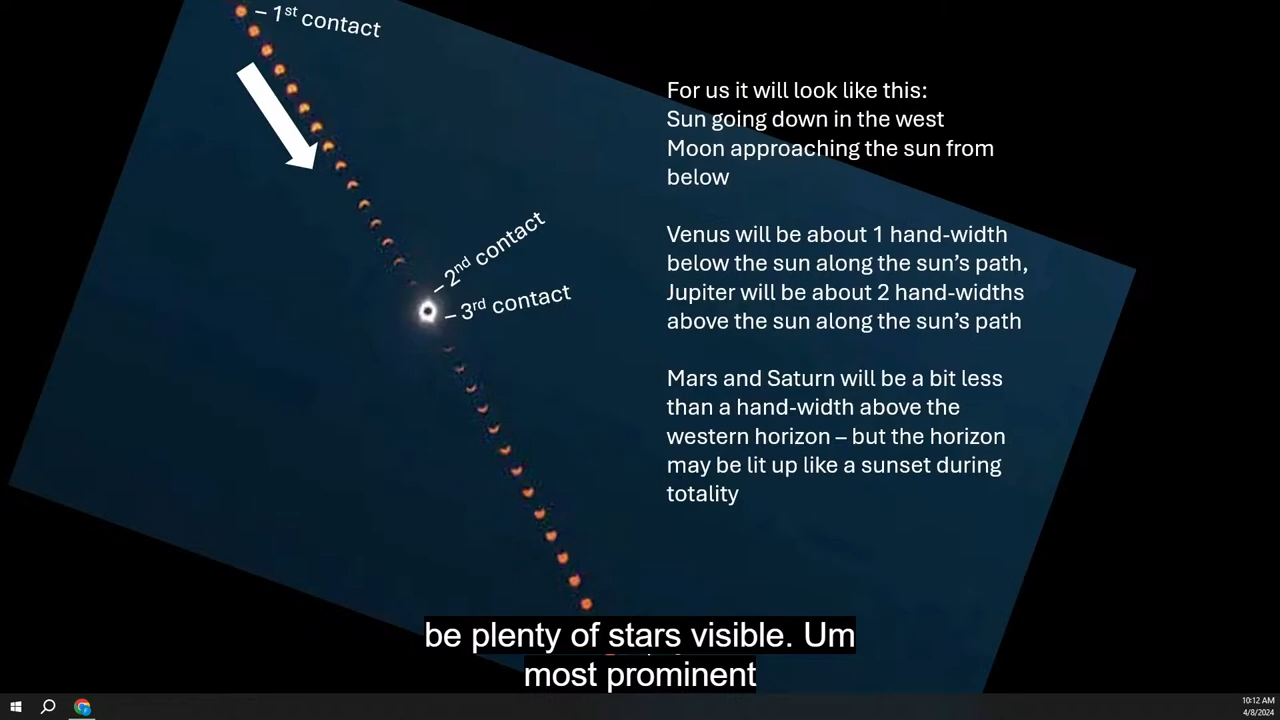 – 1st contact
For us it will look like this:
Sun going down in the west
Moon approaching the sun from
below
– 2nd contact
– 3rd contact
Venus will be about 1 hand-width
below the sun along the sun’s path,
Jupiter will be about 2 hand-widths
above the sun along the sun’s path
Mars and Saturn will be a bit less
than a hand-width above the
western horizon – but the horizon
may be lit up like a sunset during
totality
be plenty of stars visible. Um
most prominent
10:12 AM
4/8/2024